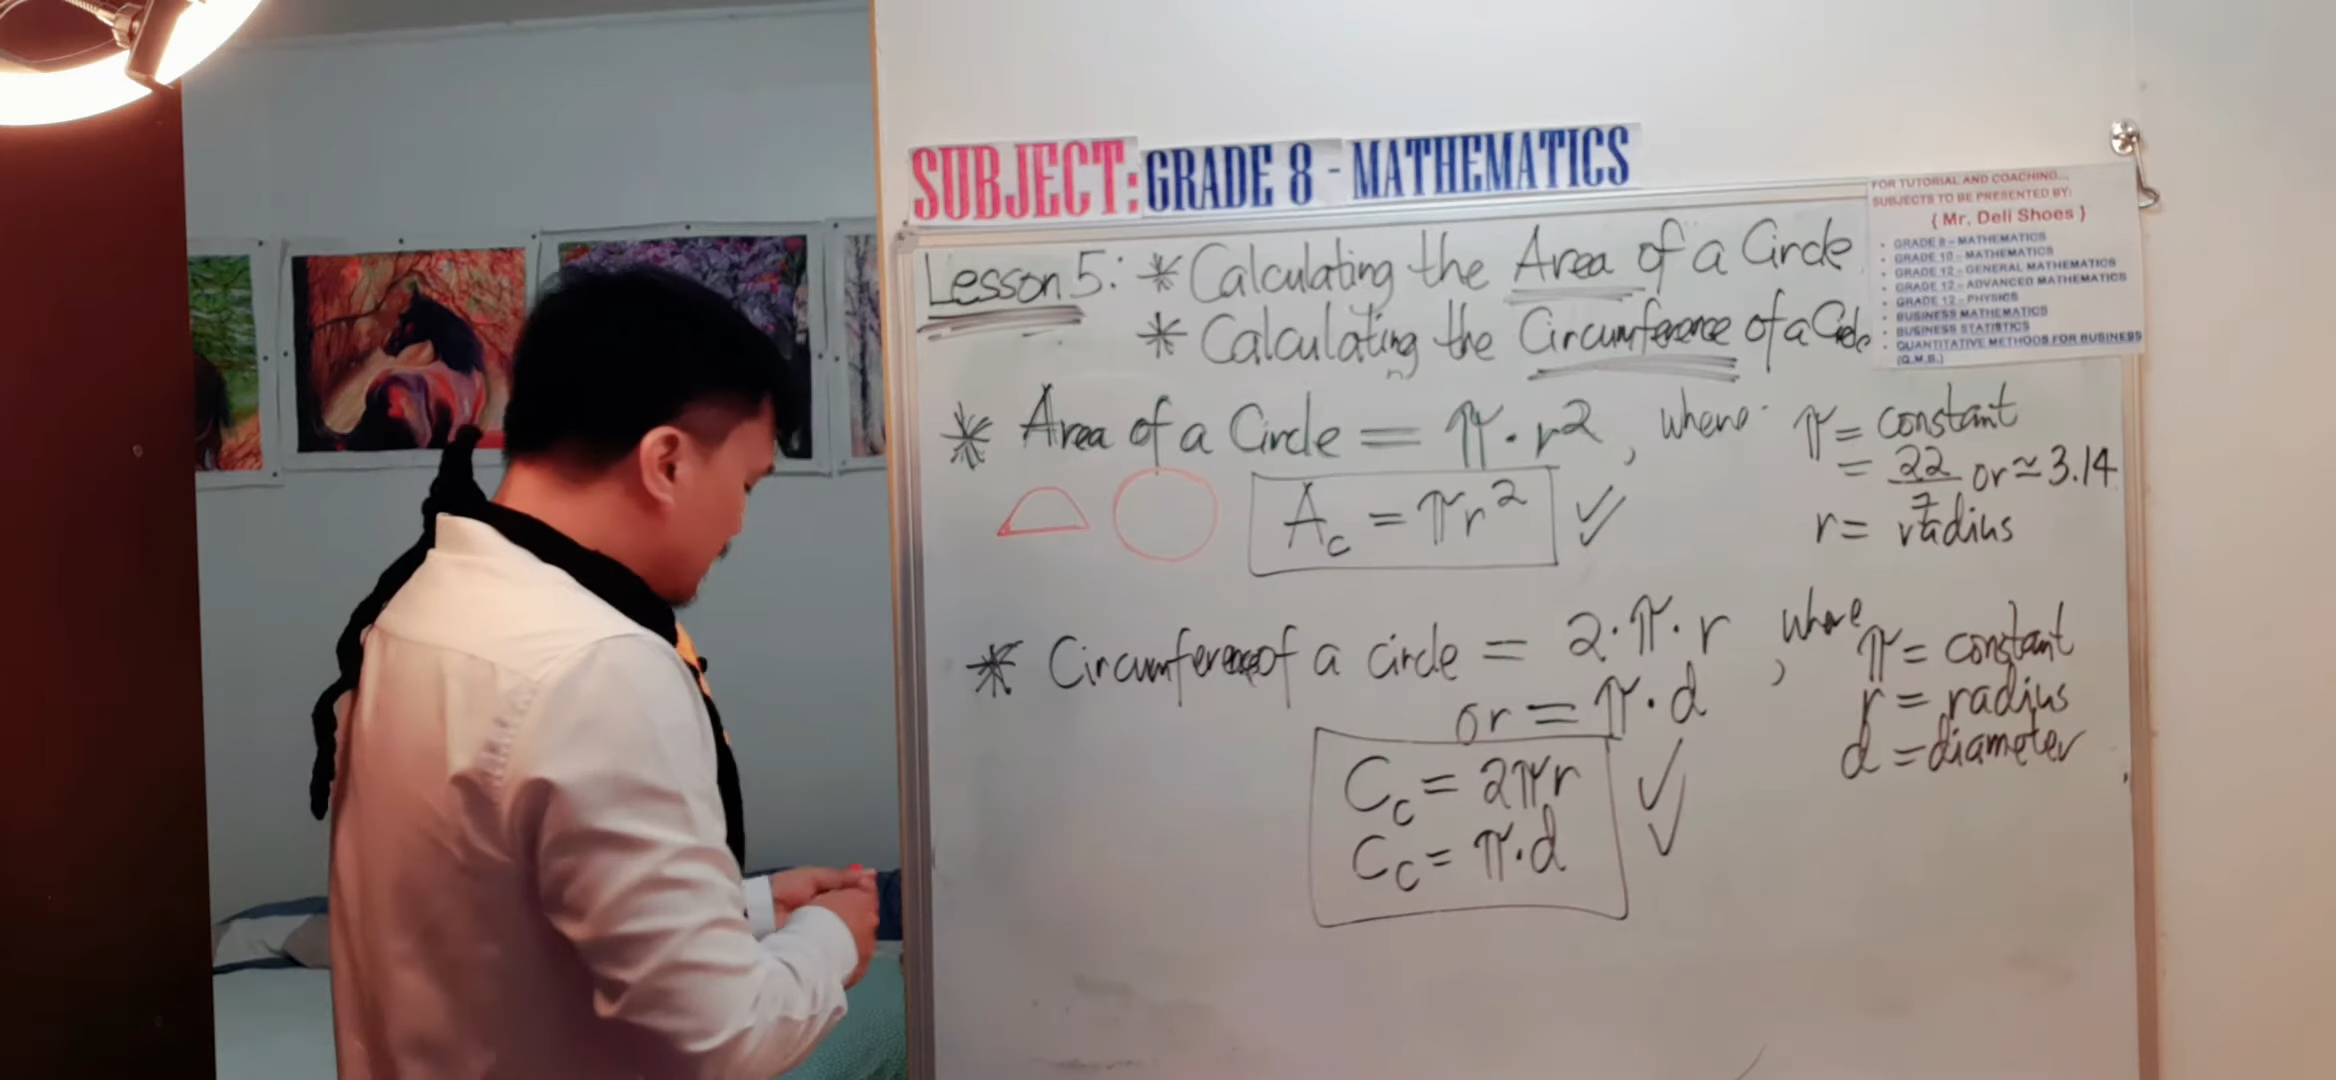 SUBJECT: GRADE 8 - MATHEMATICS
FOR TUTORIAL AND COACHING...
SUBJECTS TO BE PRESENTED BY:
{ Mr. Deli Shoes }
• GRADE 8 - MATHEMATICS
• GRADE 10 - MATHEMATICS
• GRADE 12 - GENERAL MATHEMATICS
• GRADE 12 - ADVANCED MATHEMATICS
• GRADE 12 - PHYSICS
• BUSINESS MATHEMATICS
• BUSINESS STATISTICS
• QUANTITATIVE METHODS FOR BUSINESS
(Q.M.B.)
Lesson 5: * Calculating the Area of a Circle
* Calculating the Circumference of a Circle
* Area of a Circle = π · r², where π = constant
= 22/7 or ≃ 3.14
r = radius
A_c = πr²
* Circumference of a circle = 2·π·r, where π = constant
or = π·d
r = radius
d = diameter
C_c = 2πr
C_c = π·d